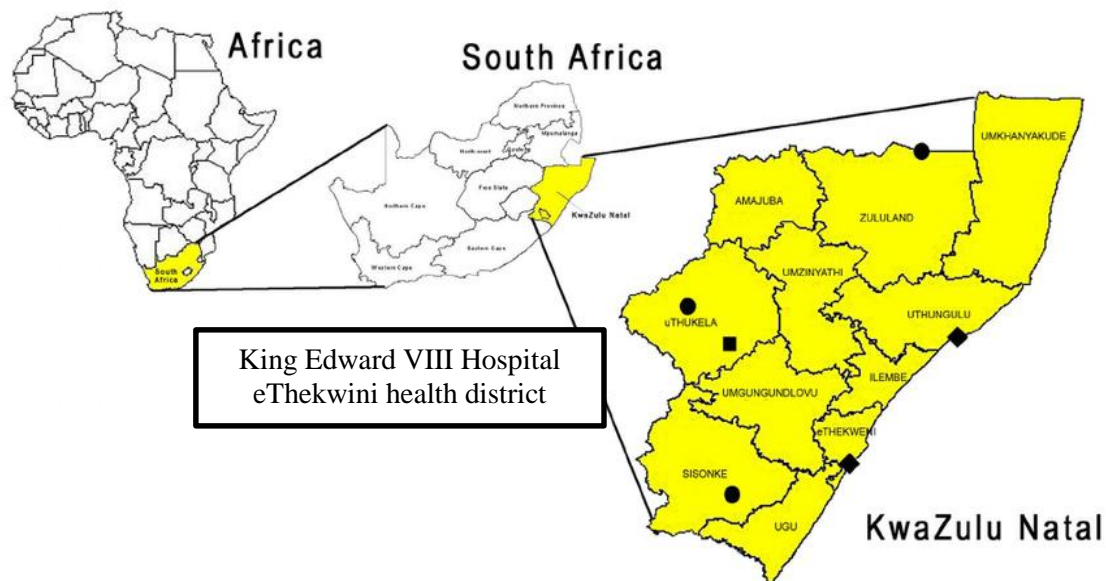 Africa
South Africa
South
Africa
Northern Province
Mpumalanga
North west
Gauteng
Free State
KwaZulu Natal
Northern Cape
Eastern Cape
Western Cape
UMKHANYAKUDE
AMAJUBA
ZULULAND
UMZINYATHI
uTHUKELA
UTHUNGULU
King Edward VIII Hospital
eThekwini health district
ILEMBE
UMGUNGUNDLOVU
eTHEKWENI
SISONKE
UGU
KwaZulu Natal